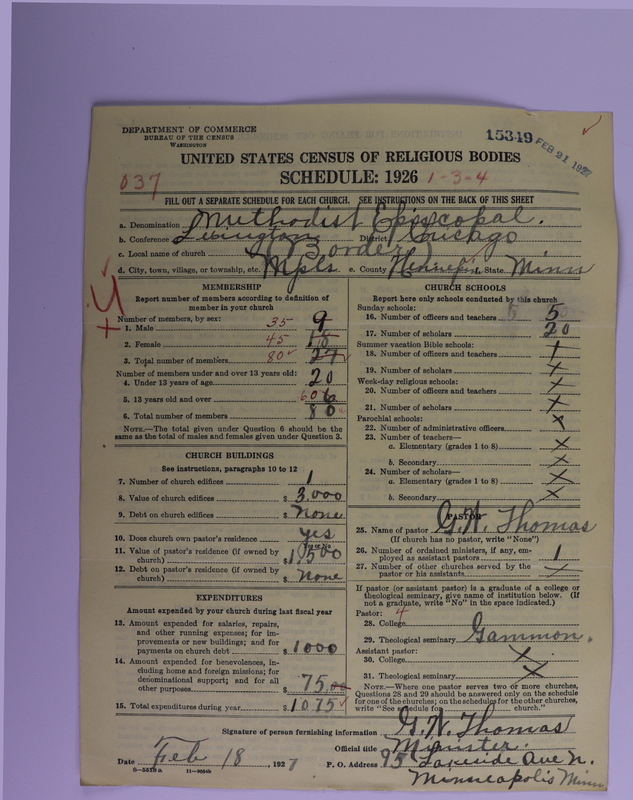 DEPARTMENT OF COMMERCE
BUREAU OF THE CENSUS
WASHINGTON
15349 FEB 21 1927
UNITED STATES CENSUS OF RELIGIOUS BODIES
037 SCHEDULE: 1926 1-3-4
FILL OUT A SEPARATE SCHEDULE FOR EACH CHURCH. SEE INSTRUCTIONS ON THE BACK OF THIS SHEET
a. Denomination Methodist Episcopal.
b. Conference Lexington District Chicago
c. Local name of church (Border)
d. City, town, village, or township, etc. Mpls e. County Hennepin f. State Minn
MEMBERSHIP
Report number of members according to definition of member in your church
Number of members, by sex:
1. Male 35 9
2. Female 45 18
3. Total number of members 80 27
Number of members under and over 13 years old:
4. Under 13 years of age 20
5. 13 years old and over 60
6. Total number of members 80
NOTE.—The total given under Question 6 should be the same as the total of males and females given under Question 3.
CHURCH BUILDINGS
See instructions, paragraphs 10 to 12
7. Number of church edifices 1
8. Value of church edifices $ 3,000
9. Debt on church edifices $ None
10. Does church own pastor's residence? yes
11. Value of pastor's residence (if owned by church) $ 1,500
12. Debt on pastor's residence (if owned by church) $ None
EXPENDITURES
Amount expended by your church during last fiscal year
13. Amount expended for salaries, repairs, and other running expenses; for improvements or new buildings; and for payments on church debt $ 1000
14. Amount expended for benevolences, including home and foreign missions; for denominational support; and for all other purposes $ 75.00
15. Total expenditures during year $ 1075
CHURCH SCHOOLS
Report here only schools conducted by this church
Sunday schools:
16. Number of officers and teachers 5
17. Number of scholars 20
Summer vacation Bible schools:
18. Number of officers and teachers
19. Number of scholars x
Week-day religious schools:
20. Number of officers and teachers x
21. Number of scholars x
Parochial schools:
22. Number of administrative officers x
23. Number of teachers—
a. Elementary (grades 1 to 8) x
b. Secondary x
24. Number of scholars—
a. Elementary (grades 1 to 8) x
b. Secondary x
PASTOR
25. Name of pastor G.W. Thomas
(If church has no pastor, write "None")
26. Number of ordained ministers, if any, employed as assistant pastors 1
27. Number of other churches served by the pastor or his assistants x
If pastor (or assistant pastor) is a graduate of a college or theological seminary, give name of institution below. (If not a graduate, write "No" in the space indicated.)
Pastor: 4
28. College
29. Theological seminary Gammon.
Assistant pastor:
30. College x
31. Theological seminary x
NOTE.—Where one pastor serves two or more churches, Questions 28 and 29 should be answered only on the schedule for one of the churches; on the schedules for the other churches, write "See schedule for church."
Signature of person furnishing information G.W. Thomas
Official title Minister.
Date Feb 18, 1927 P. O. Address 95 Lakeside Ave N.
Minneapolis Minn